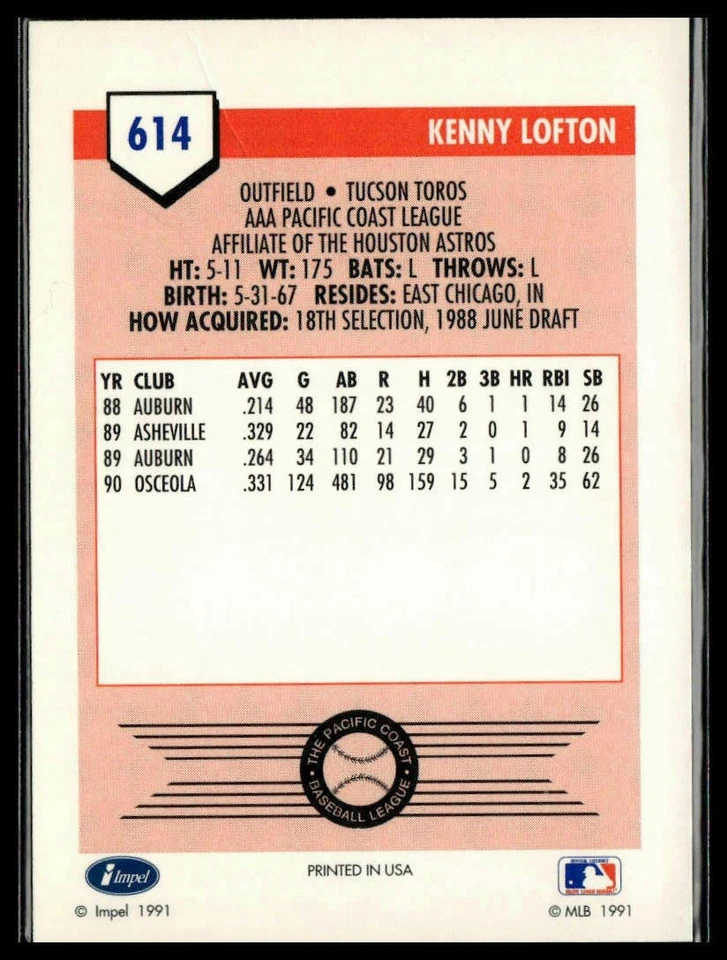 614
KENNY LOFTON
OUTFIELD • TUCSON TOROS
AAA PACIFIC COAST LEAGUE
AFFILIATE OF THE HOUSTON ASTROS
HT: 5-11 WT: 175 BATS: L THROWS: L
BIRTH: 5-31-67 RESIDES: EAST CHICAGO, IN
HOW ACQUIRED: 18TH SELECTION, 1988 JUNE DRAFT
YR CLUB AVG G AB R H 2B 3B HR RBI SB
88 AUBURN .214 48 187 23 40 6 1 1 14 26
89 ASHEVILLE .329 22 82 14 27 2 0 1 9 14
89 AUBURN .264 34 110 21 29 3 1 0 8 26
90 OSCEOLA .331 124 481 98 159 15 5 2 35 62
• THE PACIFIC COAST •
BASEBALL LEAGUE
Impel
PRINTED IN USA
© Impel 1991
© MLB 1991